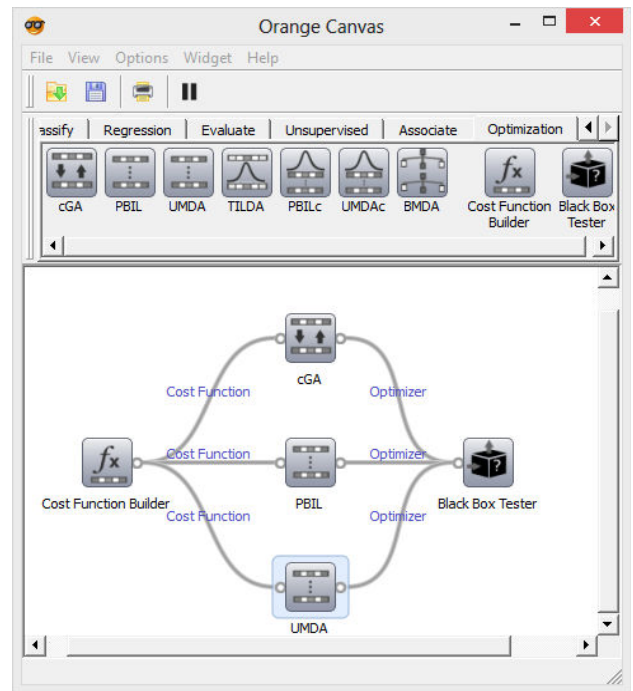 Orange Canvas
File View Options Widget Help
assify Regression Evaluate Unsupervised Associate Optimization
cGA PBIL UMDA TILDA PBILc UMDAc BMDA Cost Function Builder Black Box Tester
cGA
Cost Function Optimizer
Cost Function Optimizer
Cost Function Builder PBIL Black Box Tester
Cost Function Optimizer
UMDA